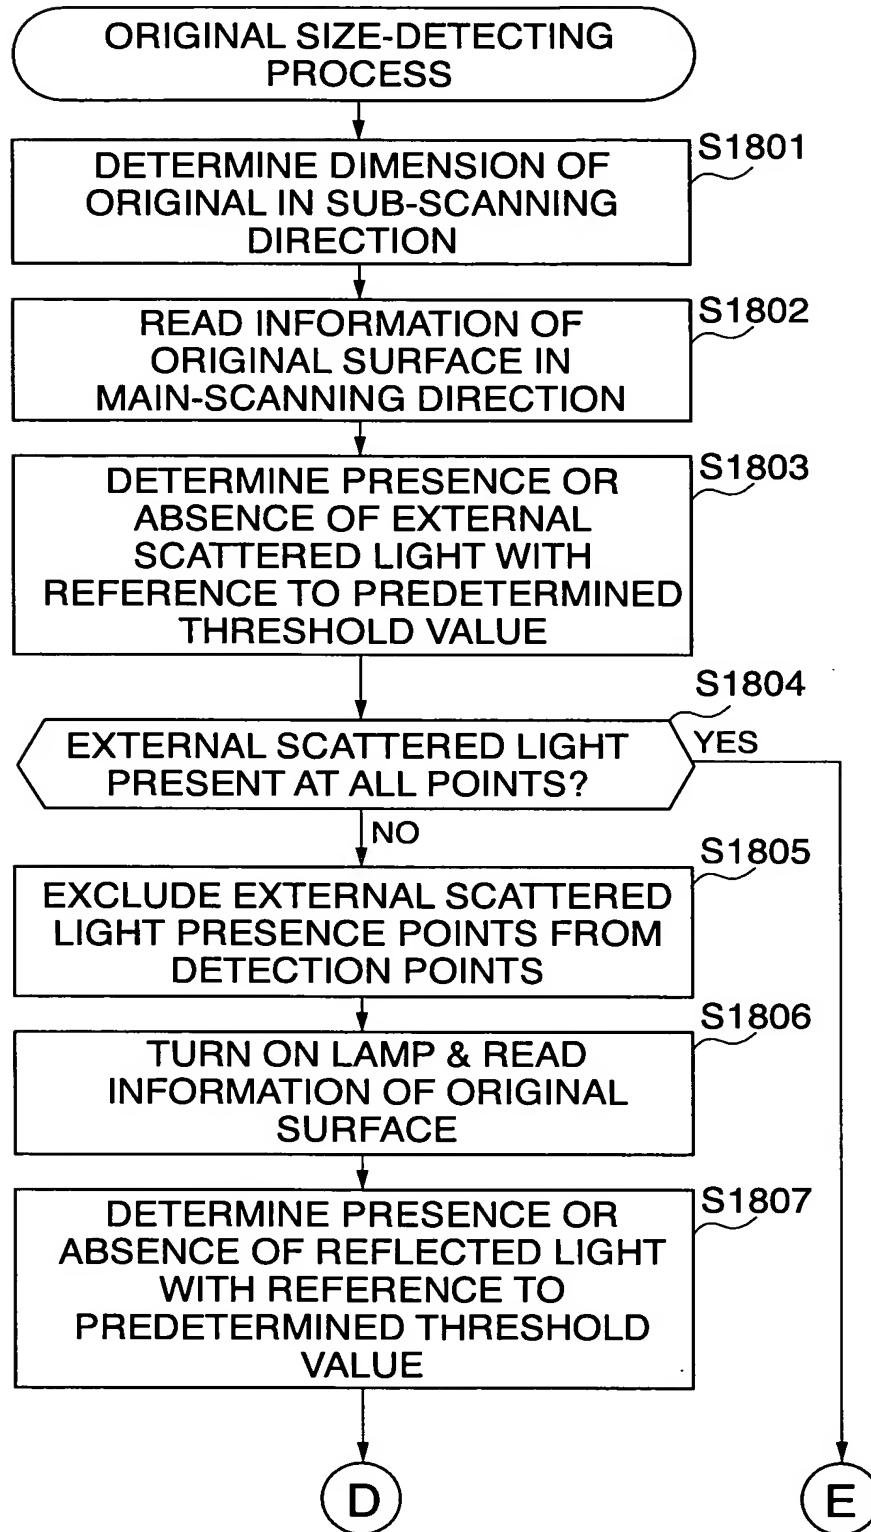 ORIGINAL SIZE-DETECTING
PROCESS
S1801
DETERMINE DIMENSION OF
ORIGINAL IN SUB-SCANNING
DIRECTION
S1802
READ INFORMATION OF
ORIGINAL SURFACE IN
MAIN-SCANNING DIRECTION
S1803
DETERMINE PRESENCE OR
ABSENCE OF EXTERNAL
SCATTERED LIGHT WITH
REFERENCE TO PREDETERMINED
THRESHOLD VALUE
S1804
EXTERNAL SCATTERED LIGHT
PRESENT AT ALL POINTS?
YES
NO
S1805
EXCLUDE EXTERNAL SCATTERED
LIGHT PRESENCE POINTS FROM
DETECTION POINTS
S1806
TURN ON LAMP & READ
INFORMATION OF ORIGINAL
SURFACE
S1807
DETERMINE PRESENCE OR
ABSENCE OF REFLECTED LIGHT
WITH REFERENCE TO
PREDETERMINED THRESHOLD
VALUE
D
E